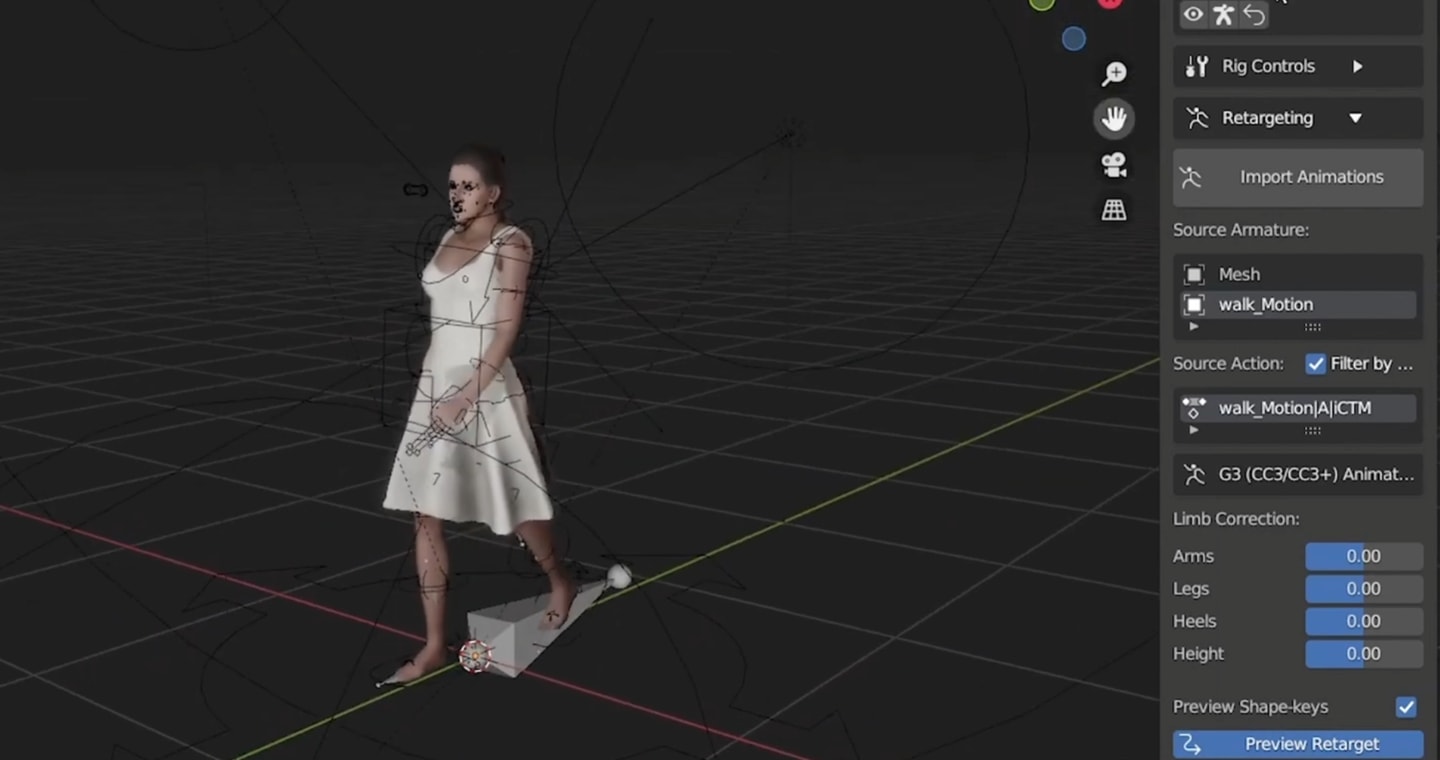 Rig Controls
Retargeting
Import Animations
Source Armature:
Mesh
walk_Motion
Source Action: Filter by ...
walk_Motion|A|iCTM
G3 (CC3/CC3+) Animat...
Limb Correction:
Arms 0.00
Legs 0.00
Heels 0.00
Height 0.00
Preview Shape-keys
Preview Retarget